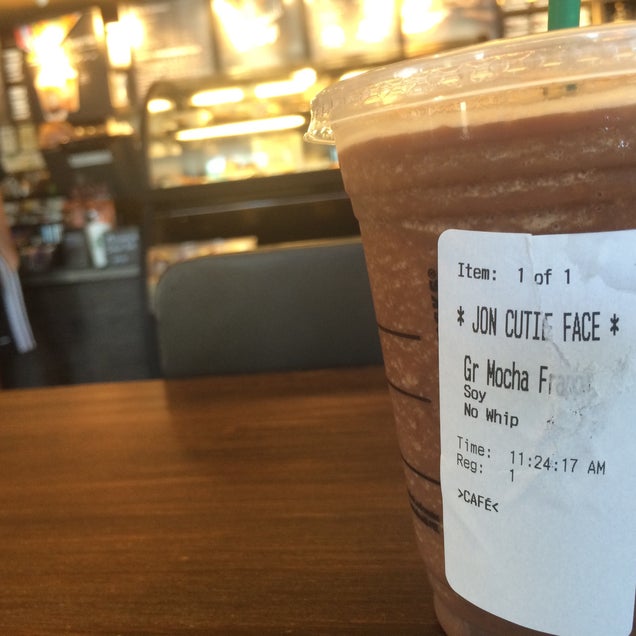 Item: 1 of 1
* JON CUTIE FACE *
Gr Mocha
Soy
No Whip
Time: 11:24:17 AM
Reg: 1
>CAFÉ<